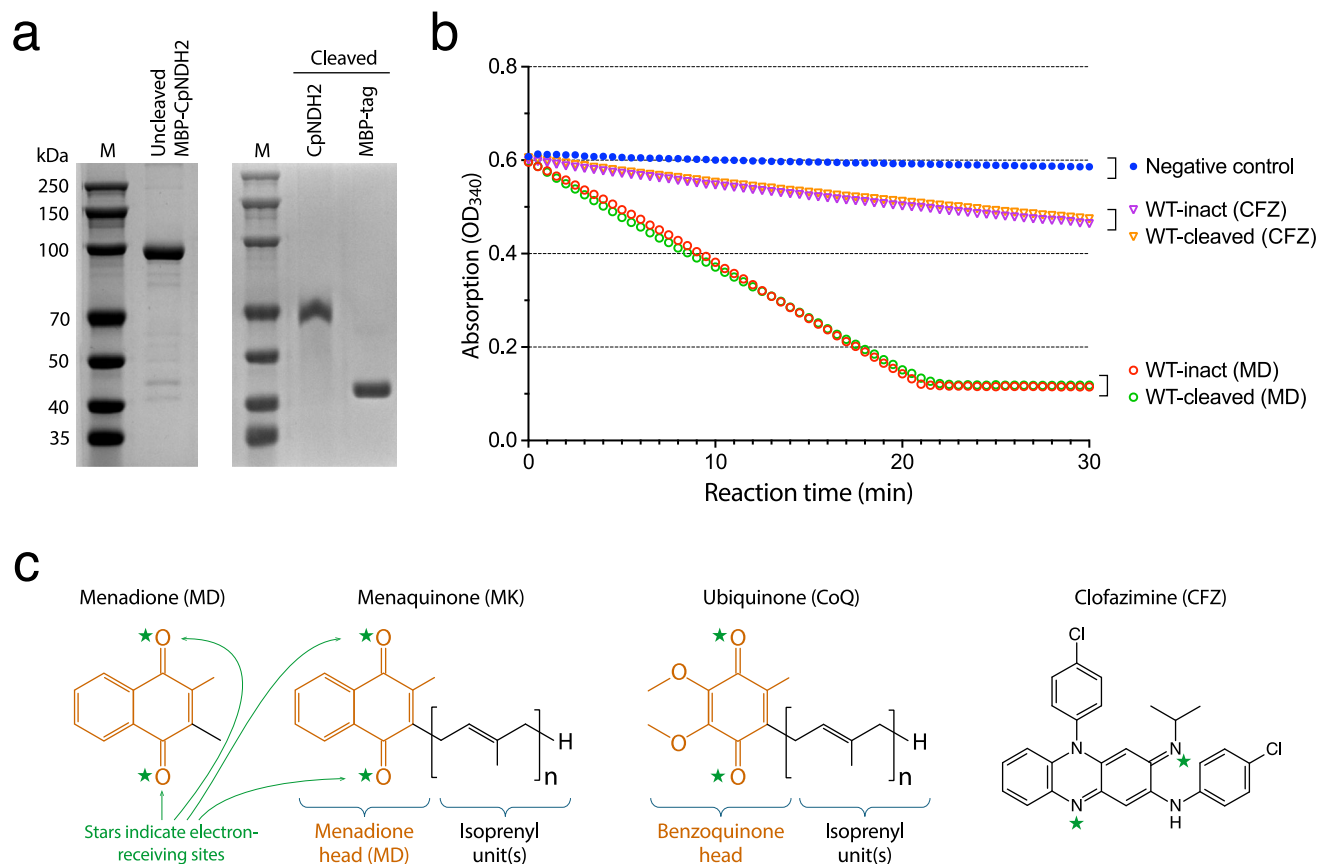 a
Uncleaved
MBP-CpNDH2
Cleaved
CpNDH2
MBP-tag
kDa
M
M
250
150
100
70
50
40
35
b
Absorption (OD340)
0.8
0.6
0.4
0.2
0.0
0
10
20
30
Reaction time (min)
Negative control
WT-inact (CFZ)
WT-cleaved (CFZ)
WT-inact (MD)
WT-cleaved (MD)
c
Menadione (MD)
O
O
Stars indicate electron-
receiving sites
Menaquinone (MK)
O
O
H
n
Menadione
head (MD)
Isoprenyl
unit(s)
Ubiquinone (CoQ)
O
O
O
O
H
n
Benzoquinone
head
Isoprenyl
unit(s)
Clofazimine (CFZ)
Cl
N
N
Cl
N
N
H